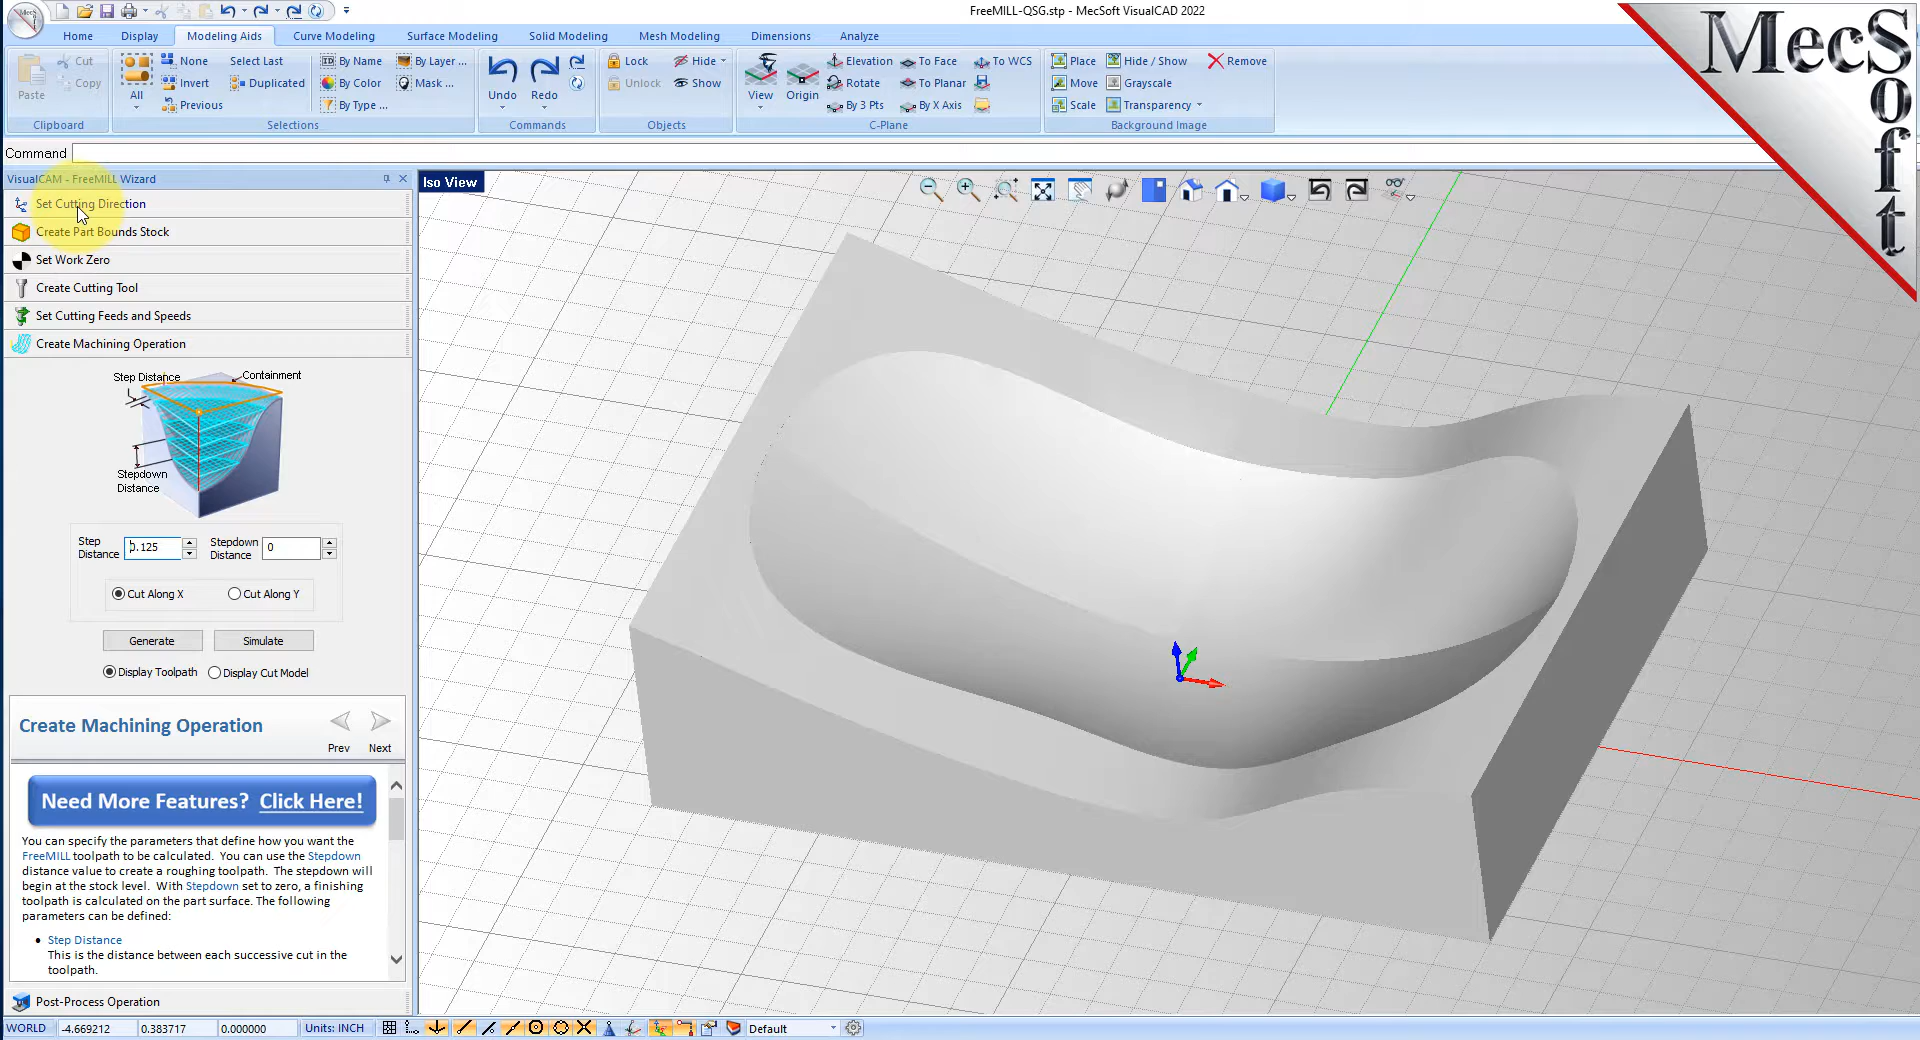 FreeMILL-QSG.stp - MecSoft VisualCAD 2022
Home Display Modeling Aids Curve Modeling Surface Modeling Solid Modeling Mesh Modeling Dimensions Analyze
Paste
Cut
Copy
Clipboard
All
None
Invert
Previous
Select Last
Duplicated
By Name
By Color
By Type ...
By Layer ...
Mask ...
Selections
Undo
Redo
Commands
Lock
Unlock
Hide
Show
Objects
View
Origin
Elevation
Rotate
By 3 Pts
To Face
To Planar
By X Axis
To WCS
C-Plane
Place
Move
Scale
Hide / Show
Grayscale
Transparency
Remove
Background Image
MecSoft
Command
VisualCAM - FreeMILL Wizard
Set Cutting Direction
Create Part Bounds Stock
Set Work Zero
Create Cutting Tool
Set Cutting Feeds and Speeds
Create Machining Operation
Step Distance
Containment
Stepdown
Distance
Step
Distance
0.125
Stepdown
Distance
0
Cut Along X
Cut Along Y
Generate
Simulate
Display Toolpath
Display Cut Model
Create Machining Operation
Prev
Next
Need More Features? Click Here!
You can specify the parameters that define how you want the
FreeMILL toolpath to be calculated. You can use the Stepdown
distance value to create a roughing toolpath. The stepdown will
begin at the stock level. With Stepdown set to zero, a finishing
toolpath is calculated on the part surface. The following
parameters can be defined:
• Step Distance
This is the distance between each successive cut in the
toolpath.
Post-Process Operation
Iso View
WORLD -4.669212 0.383717 0.000000 Units: INCH Default